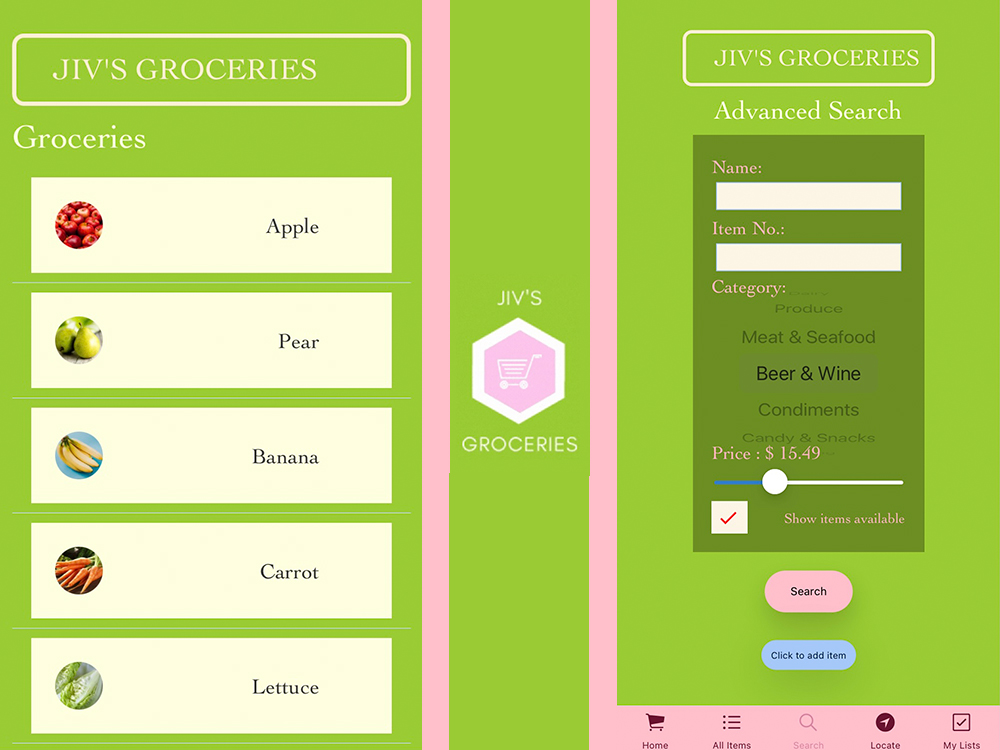 JIV'S GROCERIES
Groceries
Apple
Pear
Banana
Carrot
Lettuce
JIV'S
GROCERIES
JIV'S GROCERIES
Advanced Search
Name:
Item No.:
Category:
Produce
Meat & Seafood
Beer & Wine
Condiments
Candy & Snacks
Price : $ 15.49
Show items available
Search
Click to add item
Home
All Items
Search
Locate
My Lists